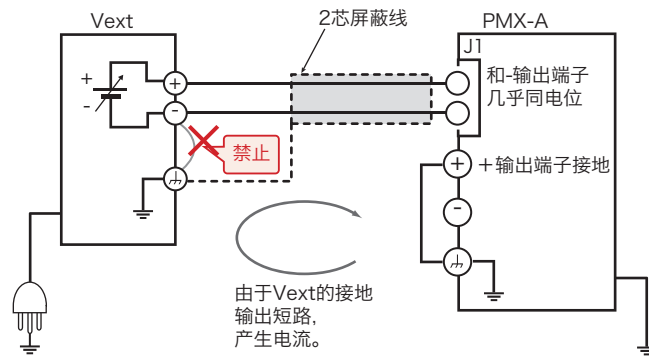 2芯屏蔽线
Vext
PMX-A
J1
+
-
+
-
和-输出端子
几乎同电位
禁止
+
＋输出端子接地
-
由于Vext的接地
输出短路，
产生电流。